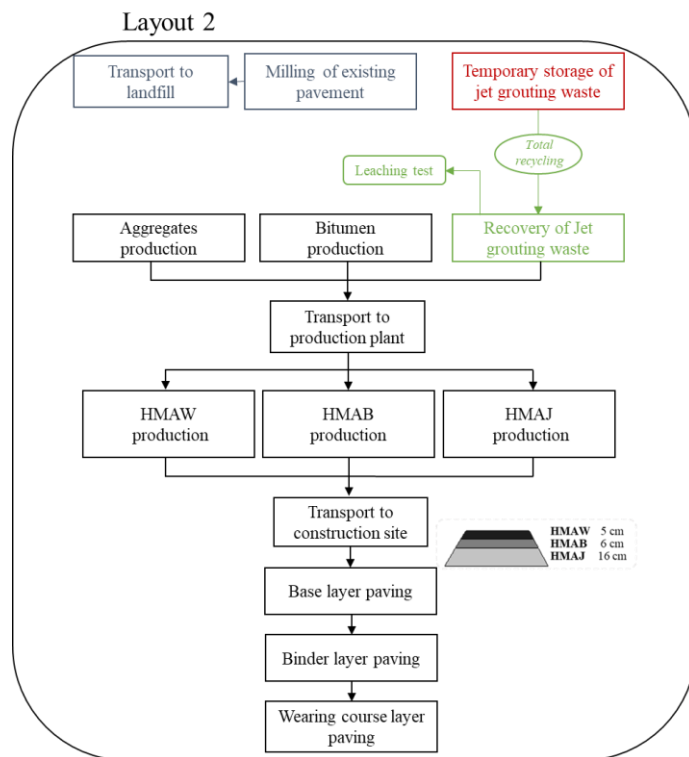 Layout 2
Transport to
landfill
Milling of existing
pavement
Temporary storage of
jet grouting waste
Total
recycling
Leaching test
Aggregates
production
Bitumen
production
Recovery of Jet
grouting waste
Transport to
production plant
HMAW
production
HMAB
production
HMAJ
production
Transport to
construction site
HMAW 5 cm
HMAB 6 cm
HMAJ 16 cm
Base layer paving
Binder layer paving
Wearing course layer
paving